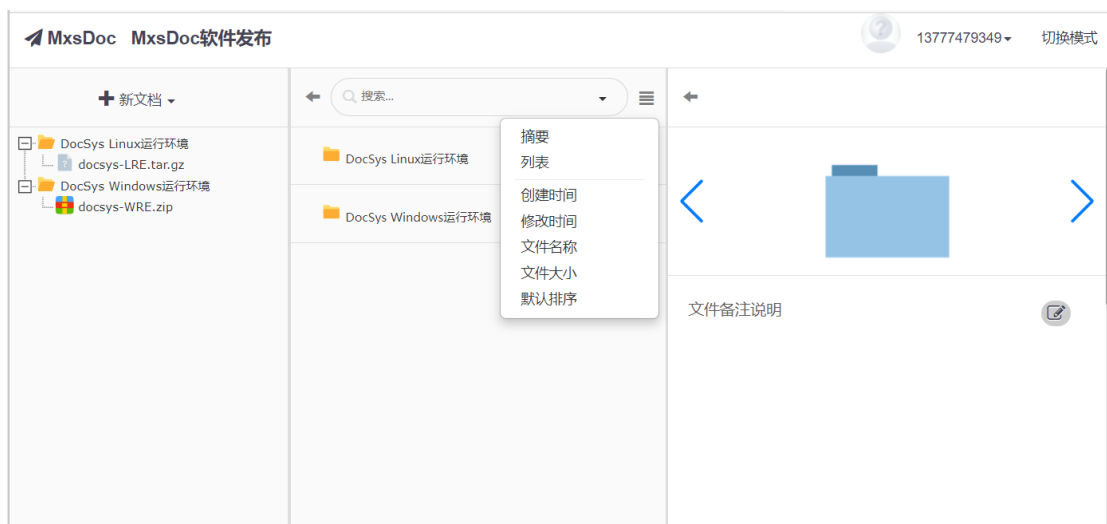 MxsDoc MxsDoc软件发布
13777479349
切换模式
新文档
DocSys Linux运行环境
docsys-LRE.tar.gz
DocSys Windows运行环境
docsys-WRE.zip
搜索...
DocSys Linux运行环境
DocSys Windows运行环境
摘要
列表
创建时间
修改时间
文件名称
文件大小
默认排序
文件备注说明